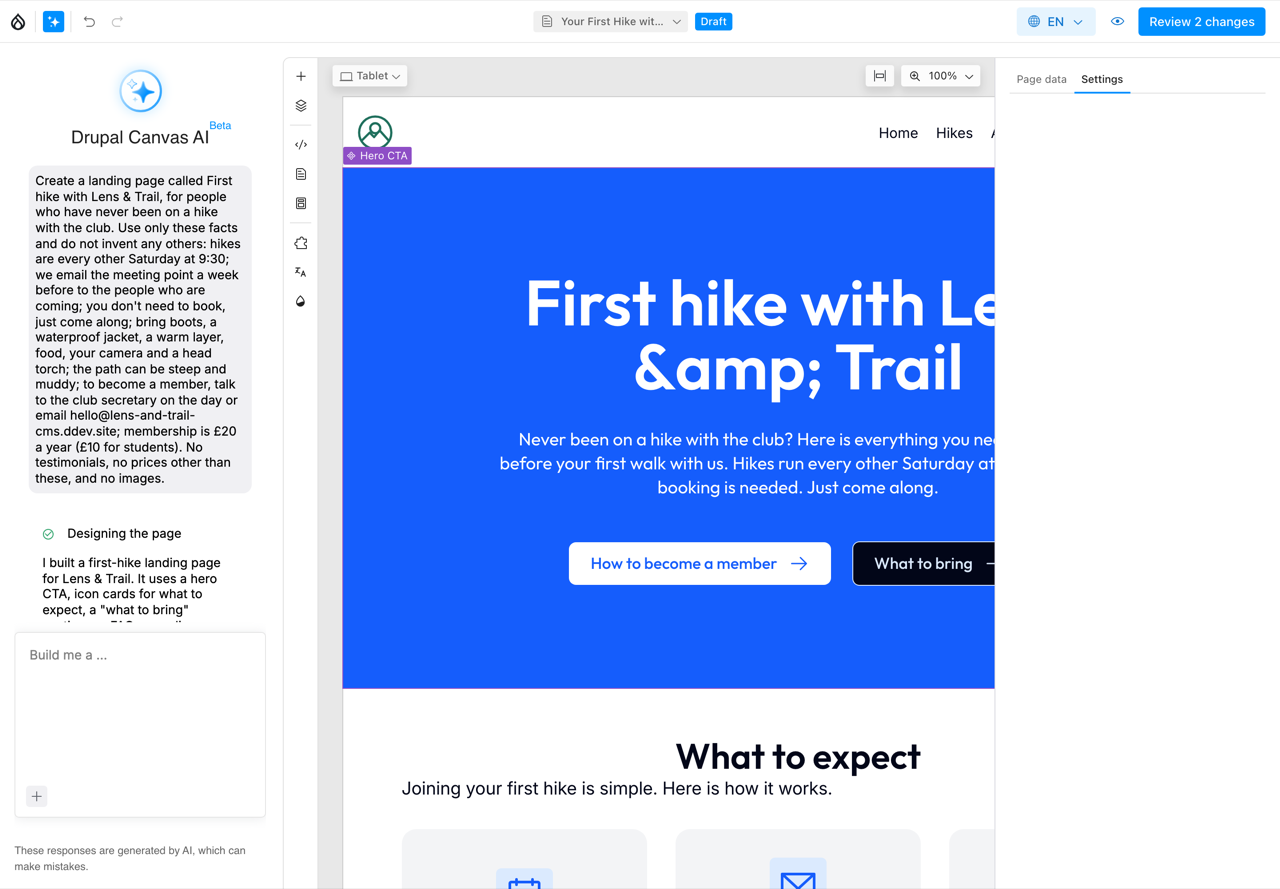 Your First Hike wit...
Draft
EN
Review 2 changes
Drupal Canvas AI
Beta
Create a landing page called First
hike with Lens & Trail, for people
who have never been on a hike
with the club. Use only these facts
and do not invent any others: hikes
are every other Saturday at 9:30;
we email the meeting point a week
before to the people who are
coming; you don't need to book,
just come along; bring boots, a
waterproof jacket, a warm layer,
food, your camera and a head
torch; the path can be steep and
muddy; to become a member, talk
to the club secretary on the day or
email hello@lens-and-trail-
cms.ddev.site; membership is £20
a year (£10 for students). No
testimonials, no prices other than
these, and no images.
Designing the page
I built a first-hike landing page
for Lens & Trail. It uses a hero
CTA, icon cards for what to
expect, a "what to bring"
Build me a ...
These responses are generated by AI, which can
make mistakes.
Tablet
100%
Home
Hikes
Hero CTA
First hike with Le
&amp; Trail
Never been on a hike with the club? Here is everything you
before your first walk with us. Hikes run every other Saturday at
booking is needed. Just come along.
How to become a member
What to bring
What to expect
Joining your first hike is simple. Here is how it works.
Page data
Settings